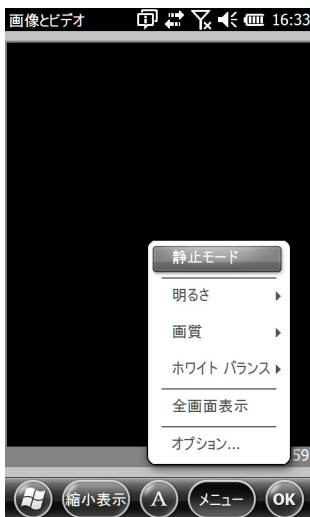 画像とビデオ 16:33
静止モード
明るさ
画質
ホワイト バランス
全画面表示
オプション...
59
縮小表示 A メニュー OK